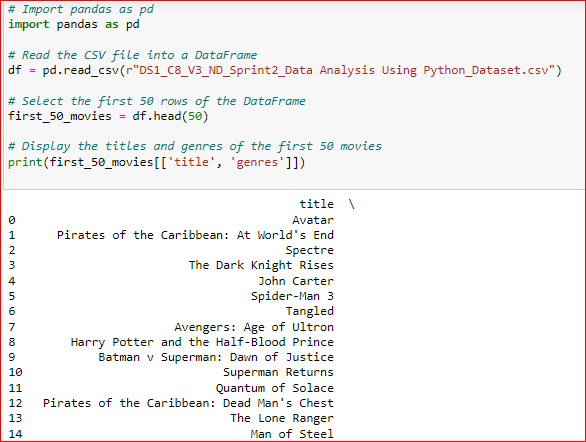 # Import pandas as pd
import pandas as pd
# Read the CSV file into a DataFrame
df = pd.read_csv(r"DS1_C8_V3_ND_Sprint2_Data Analysis Using Python_Dataset.csv")
# Select the first 50 rows of the DataFrame
first_50_movies = df.head(50)
# Display the titles and genres of the first 50 movies
print(first_50_movies[['title', 'genres']])
title \
0 Avatar
1 Pirates of the Caribbean: At World's End
2 Spectre
3 The Dark Knight Rises
4 John Carter
5 Spider-Man 3
6 Tangled
7 Avengers: Age of Ultron
8 Harry Potter and the Half-Blood Prince
9 Batman v Superman: Dawn of Justice
10 Superman Returns
11 Quantum of Solace
12 Pirates of the Caribbean: Dead Man's Chest
13 The Lone Ranger
14 Man of Steel